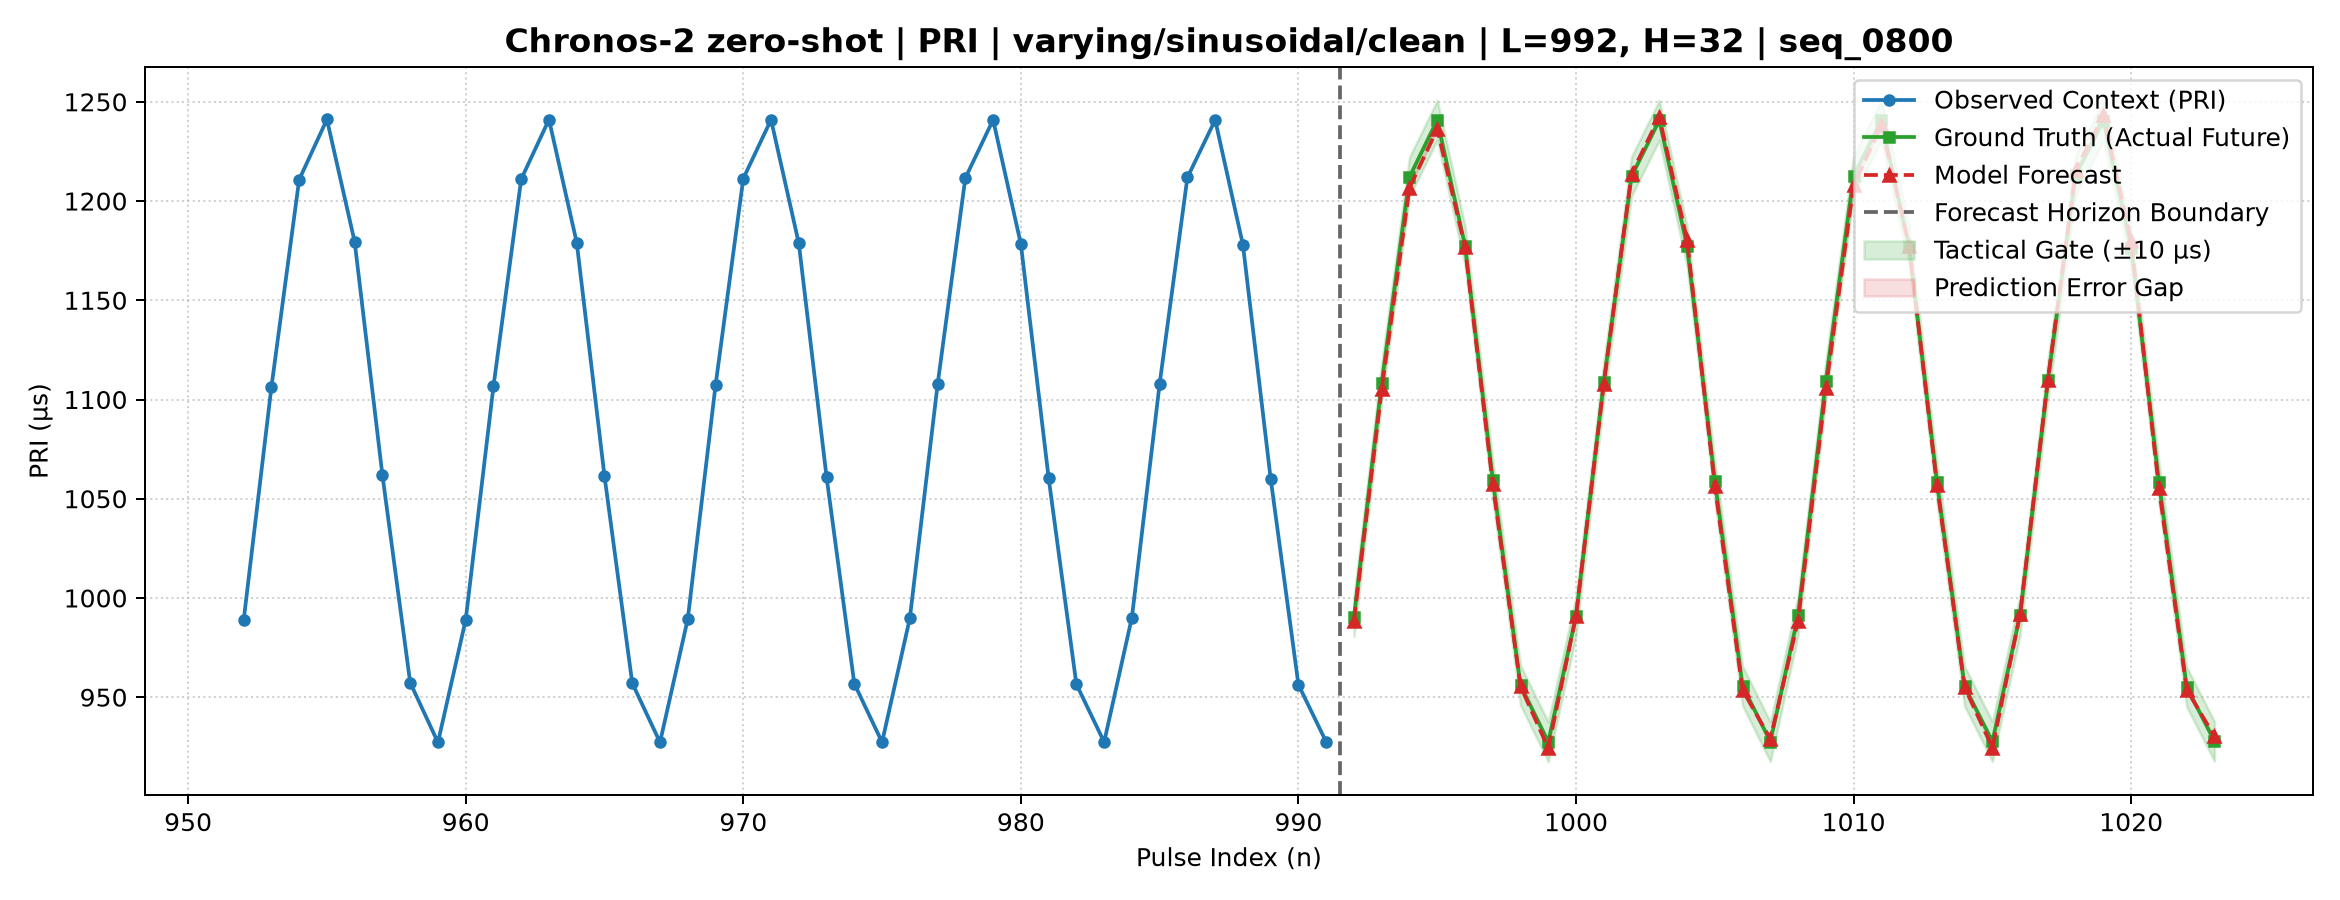 Chronos-2 zero-shot | PRI | varying/sinusoidal/clean | L=992, H=32 | seq_0800
PRI (μs)
1250
1200
1150
1100
1050
1000
950
Observed Context (PRI)
Ground Truth (Actual Future)
Model Forecast
Forecast Horizon Boundary
Tactical Gate (±10 μs)
Prediction Error Gap
950 960 970 980 990 1000 1010 1020
Pulse Index (n)